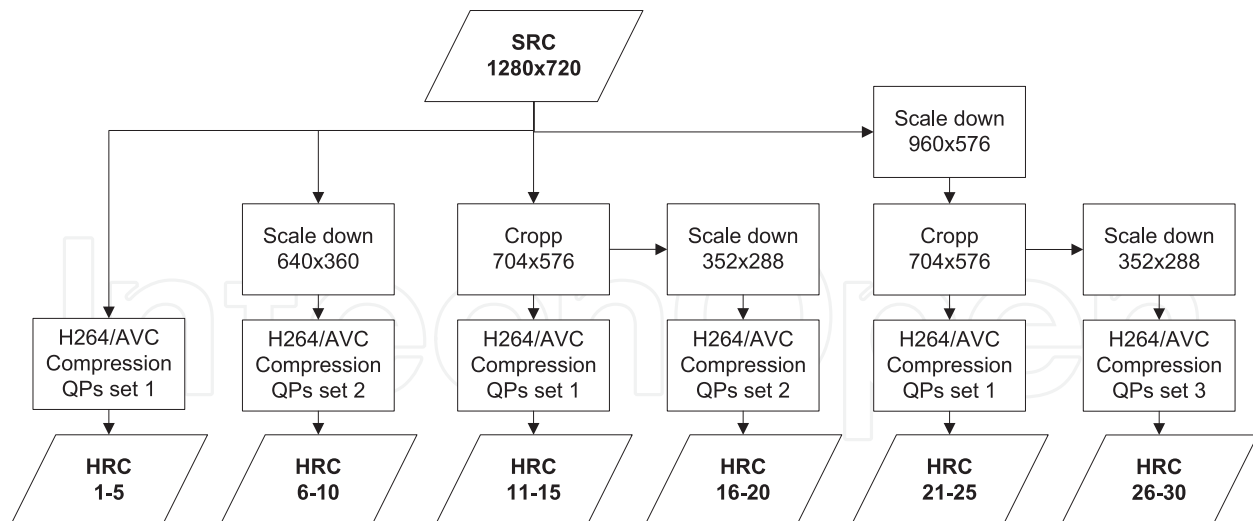 SRC
1280x720
Scale down
960x576
Scale down
640x360
Cropp
704x576
Scale down
352x288
Cropp
704x576
Scale down
352x288
H264/AVC
Compression
QPs set 1
H264/AVC
Compression
QPs set 2
H264/AVC
Compression
QPs set 1
H264/AVC
Compression
QPs set 2
H264/AVC
Compression
QPs set 1
H264/AVC
Compression
QPs set 3
HRC
1-5
HRC
6-10
HRC
11-15
HRC
16-20
HRC
21-25
HRC
26-30
IntechOpen